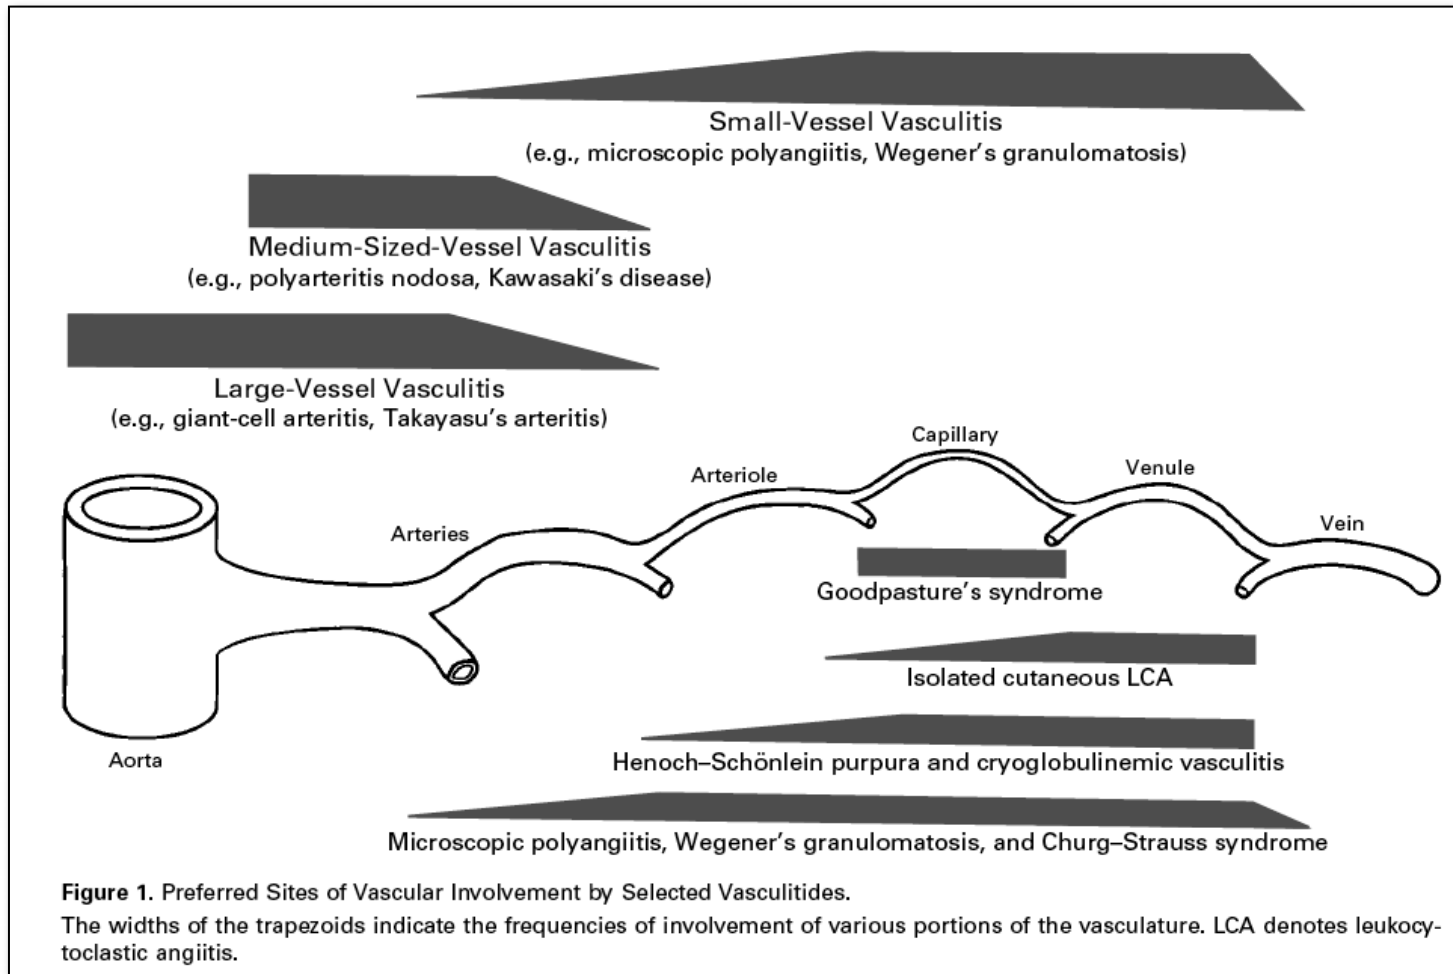 Small-Vessel Vasculitis
(e.g., microscopic polyangiitis, Wegener's granulomatosis)
Medium-Sized-Vessel Vasculitis
(e.g., polyarteritis nodosa, Kawasaki's disease)
Large-Vessel Vasculitis
(e.g., giant-cell arteritis, Takayasu's arteritis)
Capillary
Arteriole
Venule
Arteries
Vein
Goodpasture's syndrome
Isolated cutaneous LCA
Aorta
Henoch–Schönlein purpura and cryoglobulinemic vasculitis
Microscopic polyangiitis, Wegener's granulomatosis, and Churg–Strauss syndrome
Figure 1. Preferred Sites of Vascular Involvement by Selected Vasculitides.
The widths of the trapezoids indicate the frequencies of involvement of various portions of the vasculature. LCA denotes leukocy-
toclastic angiitis.